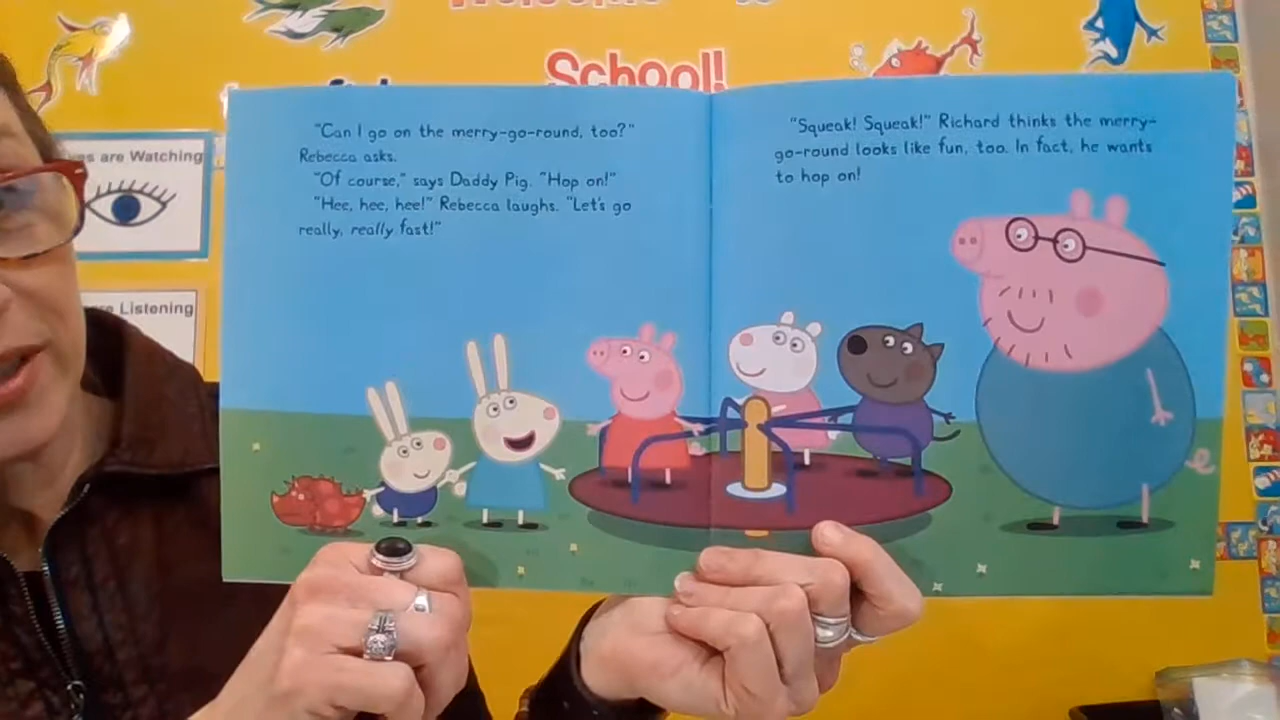 School!
es are Watching
Listening
"Can I go on the merry-go-round, too?"
Rebecca asks.
"Of course," says Daddy Pig. "Hop on!"
"Hee, hee, hee!" Rebecca laughs. "Let's go
really, really fast!"
"Squeak! Squeak!" Richard thinks the merry-
go-round looks like fun, too. In fact, he wants
to hop on!